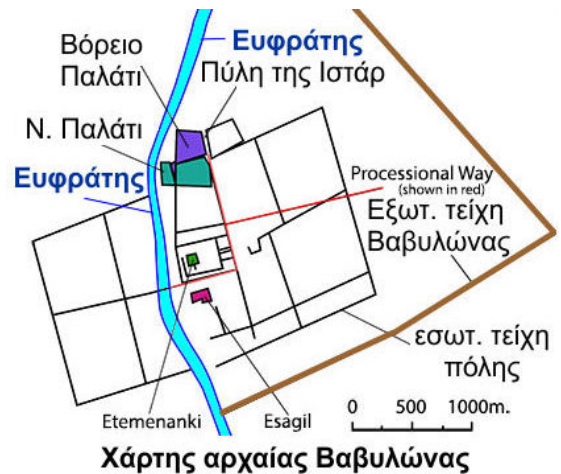 Βόρειο
Παλάτι
Ευφράτης
Πύλη της Ιστάρ
Ν. Παλάτι
Ευφράτης
Processional Way
(shown in red)
Εξωτ. τείχη
Βαβυλώνας
εσωτ. τείχη
πόλης
Etemenanki
Esagil
0 500 1000m.
Χάρτης αρχαίας Βαβυλώνας